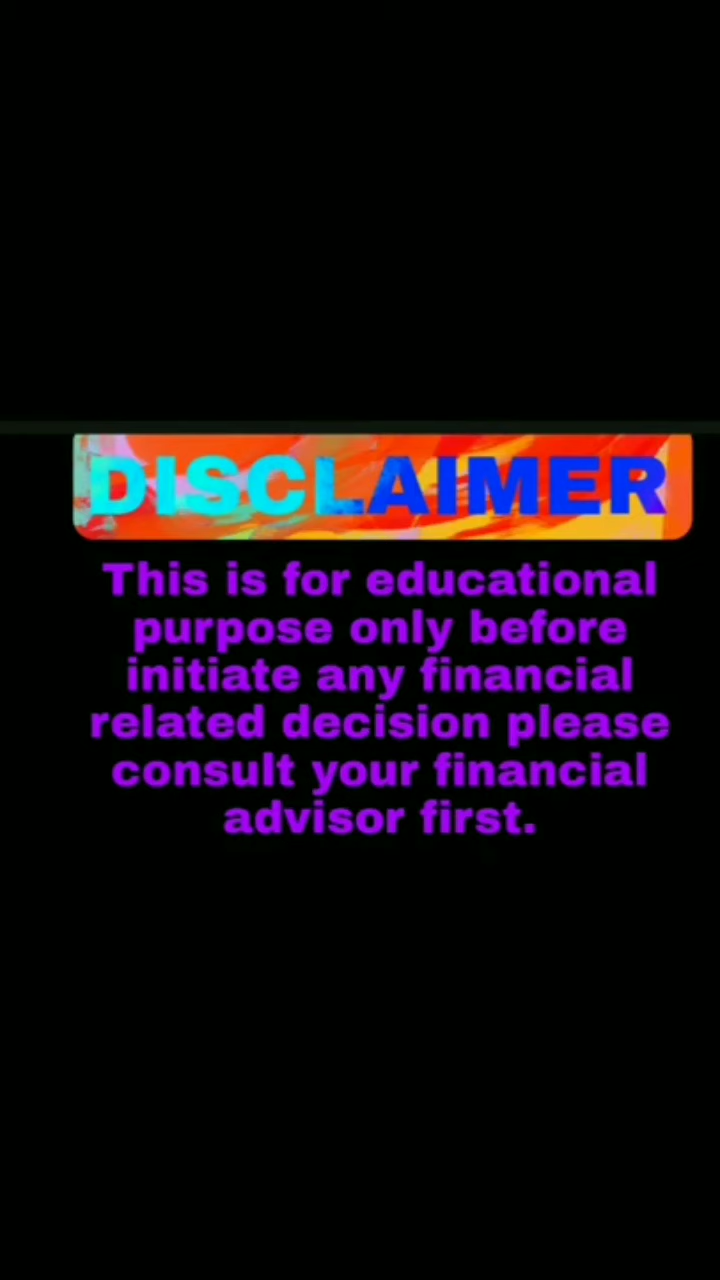 DISCLAIMER
This is for educational
purpose only before
initiate any financial
related decision please
consult your financial
advisor first.